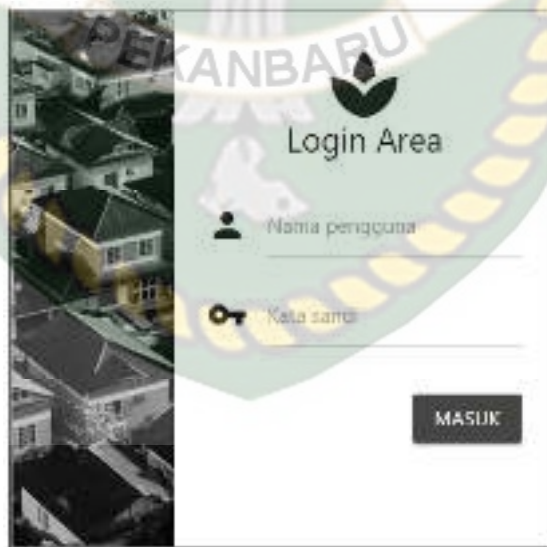 PEKANBARU
Login Area
Nama pengguna
Kata sandi
MASUK